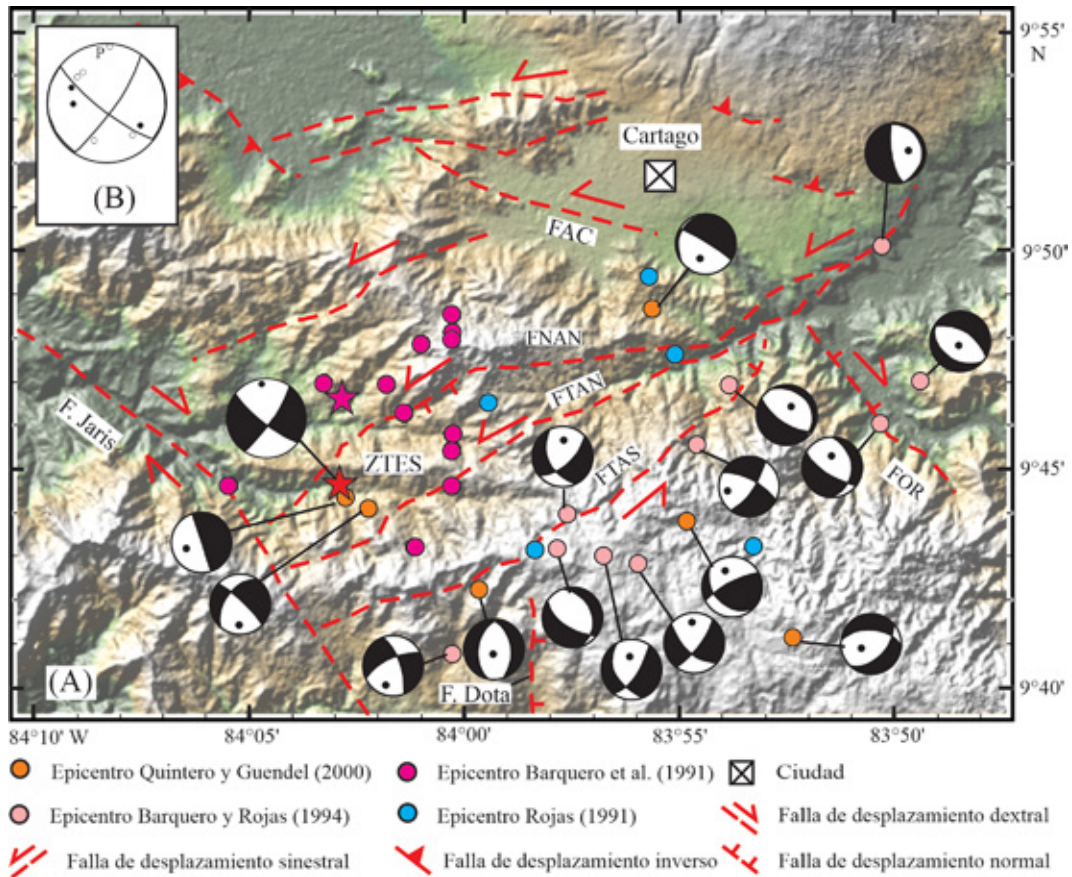 P
(B)
9°55'
N
Cartago
FAC
9°50'
FNAN
FTAN
F. Jaris
ZTES
FTAS
FOR
9°45'
(A)
F. Dota
9°40'
84°10' W
84°05'
84°00'
83°55'
83°50'
Epicentro Quintero y Guendel (2000)
Epicentro Barquero et al. (1991)
Ciudad
Epicentro Barquero y Rojas (1994)
Epicentro Rojas (1991)
Falla de desplazamiento dextral
Falla de desplazamiento sinestral
Falla de desplazamiento inverso
Falla de desplazamiento normal